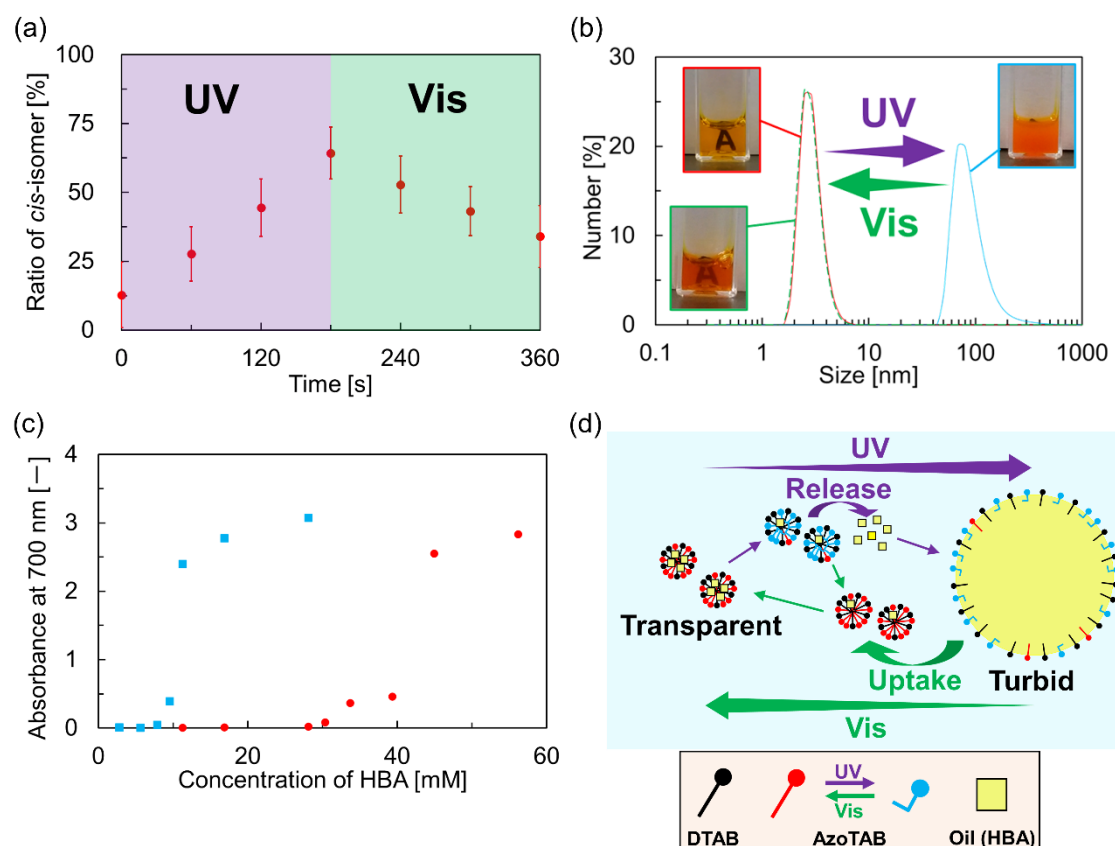 (a)
100
75
50
25
0
Ratio of cis-isomer [%]
UV
Vis
0 120 240 360
Time [s]
(b)
30
20
10
0
Number [%]
A
A
UV
Vis
0.1 1 10 100 1000
Size [nm]
(c)
4
3
2
1
0
Absorbance at 700 nm [—]
0 20 40 60
Concentration of HBA [mM]
(d)
UV
Release
Transparent
Uptake
Turbid
Vis
UV
Vis
DTAB AzoTAB Oil (HBA)